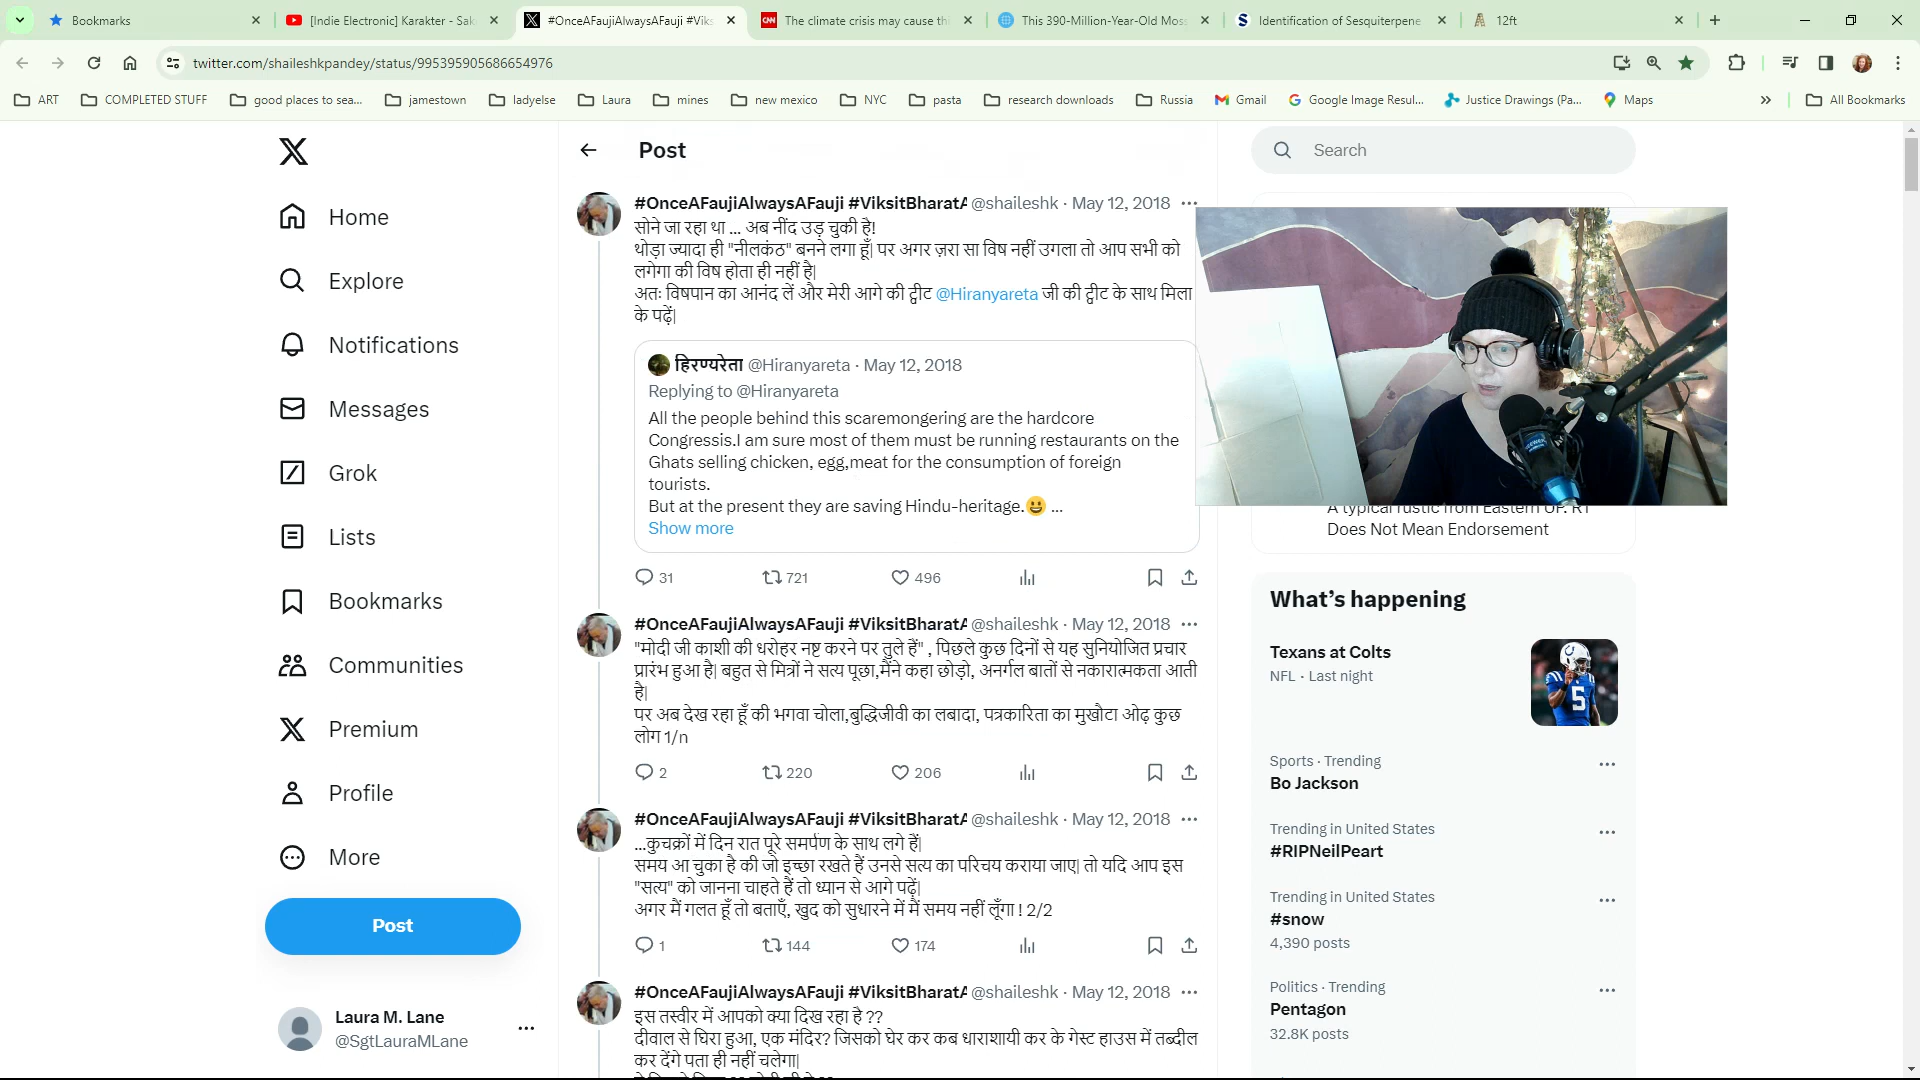 Bookmarks
[Indie Electronic] Karakter - Sak
#OnceAFaujiAlwaysAFauji #Viks
CNN
The climate crisis may cause th
This 390-Million-Year-Old Mos
S
Identification of Sesquiterpene
12ft
twitter.com/shaileshkpandey/status/995395905686654976
ART
COMPLETED STUFF
good places to sea...
jamestown
ladyelse
Laura
mines
new mexico
NYC
pasta
research downloads
Russia
Gmail
Google Image Resul...
Justice Drawings (Pa...
Maps
All Bookmarks
Home
Explore
Notifications
Messages
Grok
Lists
Bookmarks
Communities
Premium
Profile
More
Post
Laura M. Lane
@SgtLauraMLane
Post
#OnceAFaujiAlwaysAFauji #ViksitBharatA @shaileshk · May 12, 2018
सोने जा रहा था ... अब नींद उड़ चुकी है!
थोड़ा ज्यादा ही "नीलकंठ" बनने लगा हूँ| पर अगर ज़रा सा विष नहीं उगला तो आप सभी को
लगेगा की विष होता ही नहीं है|
अतः विषपान का आनंद लें और मेरी आगे की ट्वीट @Hiranyareta जी की ट्वीट के साथ मिला
के पढ़ें|
हिरण्यरेता @Hiranyareta · May 12, 2018
Replying to @Hiranyareta
All the people behind this scaremongering are the hardcore
Congressis.I am sure most of them must be running restaurants on the
Ghats selling chicken, egg,meat for the consumption of foreign
tourists.
But at the present they are saving Hindu-heritage.😀 ...
Show more
31
721
496
#OnceAFaujiAlwaysAFauji #ViksitBharatA @shaileshk · May 12, 2018
"मोदी जी काशी की धरोहर नष्ट करने पर तुले हैं" , पिछले कुछ दिनों से यह सुनियोजित प्रचार
प्रारंभ हुआ है| बहुत से मित्रों ने सत्य पूछा,मैंने कहा छोड़ो, अनर्गल बातों से नकारात्मकता आती
है|
पर अब देख रहा हूँ की भगवा चोला,बुद्धिजीवी का लबादा, पत्रकारिता का मुखौटा ओढ़ कुछ
लोग 1/n
2
220
206
#OnceAFaujiAlwaysAFauji #ViksitBharatA @shaileshk · May 12, 2018
...कुचक्रों में दिन रात पूरे समर्पण के साथ लगे हैं|
समय आ चुका है की जो इच्छा रखते हैं उनसे सत्य का परिचय कराया जाए| तो यदि आप इस
"सत्य" को जानना चाहते हैं तो ध्यान से आगे पढ़ें|
अगर मैं गलत हूँ तो बताएँ, खुद को सुधारने में मैं समय नहीं लूँगा ! 2/2
1
144
174
#OnceAFaujiAlwaysAFauji #ViksitBharatA @shaileshk · May 12, 2018
इस तस्वीर में आपको क्या दिख रहा है ??
दीवाल से घिरा हुआ, एक मंदिर? जिसको घेर कर कब धाराशायी कर के गेस्ट हाउस में तब्दील
कर देंगे पता ही नहीं चलेगा|
Search
A typical rustic from Eastern UP. RT
Does Not Mean Endorsement
What's happening
Texans at Colts
NFL · Last night
5
Sports · Trending
Bo Jackson
Trending in United States
#RIPNeilPeart
Trending in United States
#snow
4,390 posts
Politics · Trending
Pentagon
32.8K posts